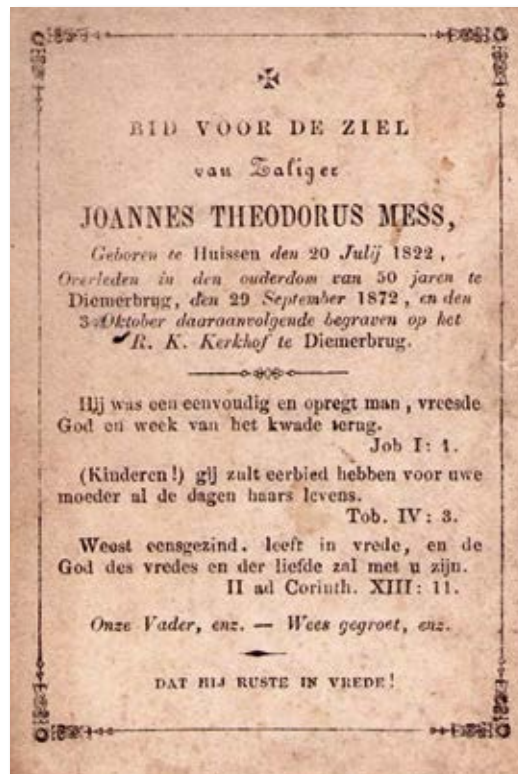 BID VOOR DE ZIEL
van Zaliger
JOANNES THEODORUS MESS,
Geboren te Huissen den 20 Julij 1822,
Overleden in den ouderdom van 50 jaren te
Diemerbrug, den 29 September 1872, en den
3 Oktober daaraanvolgende begraven op het
R. K. Kerkhof te Diemerbrug.
Hij was een eenvoudig en opregt man, vreesde
God en week van het kwade terug.
Job I: 1.
(Kinderen!) gij zult eerbied hebben voor uwe
moeder al de dagen haars levens.
Tob. IV: 3.
Weest eensgezind. leeft in vrede, en de
God des vredes en der liefde zal met u zijn.
II ad Corinth. XIII: 11.
Onze Vader, enz. — Wees gegroet, enz.
DAT HIJ RUSTE IN VREDE!